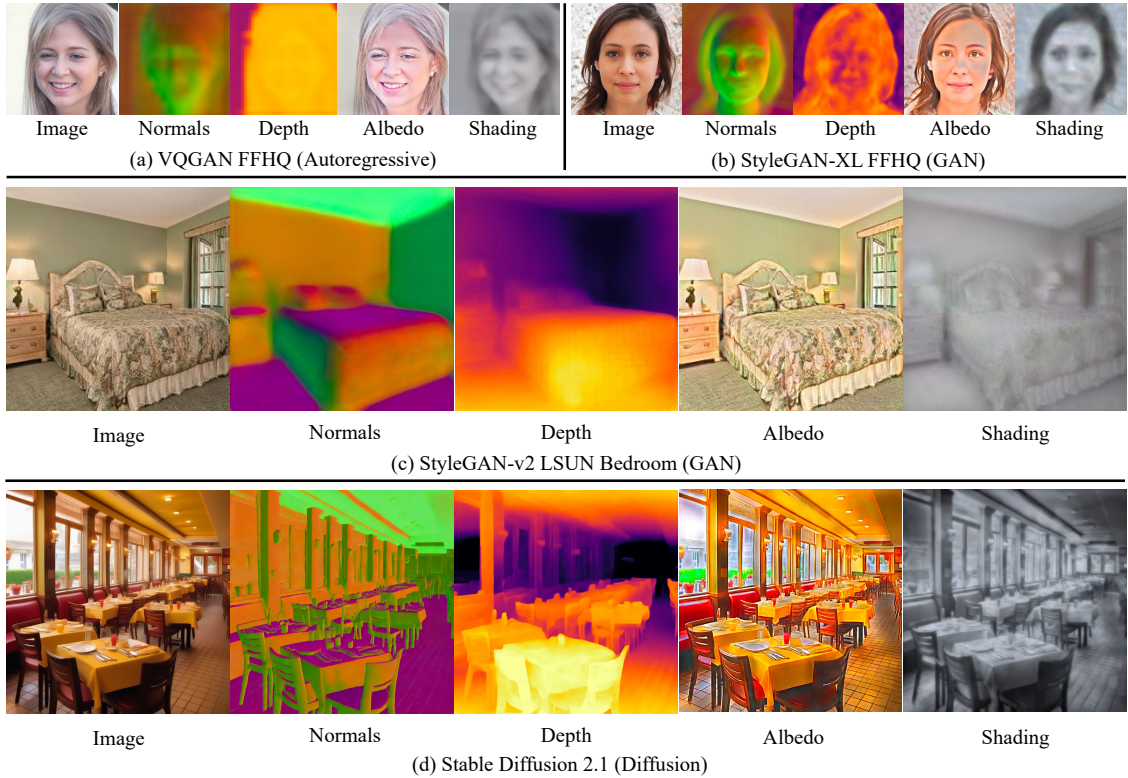 Image Normals Depth Albedo Shading
(a) VQGAN FFHQ (Autoregressive)
Image Normals Depth Albedo Shading
(b) StyleGAN-XL FFHQ (GAN)
Image Normals Depth Albedo Shading
(c) StyleGAN-v2 LSUN Bedroom (GAN)
Image Normals Depth Albedo Shading
(d) Stable Diffusion 2.1 (Diffusion)